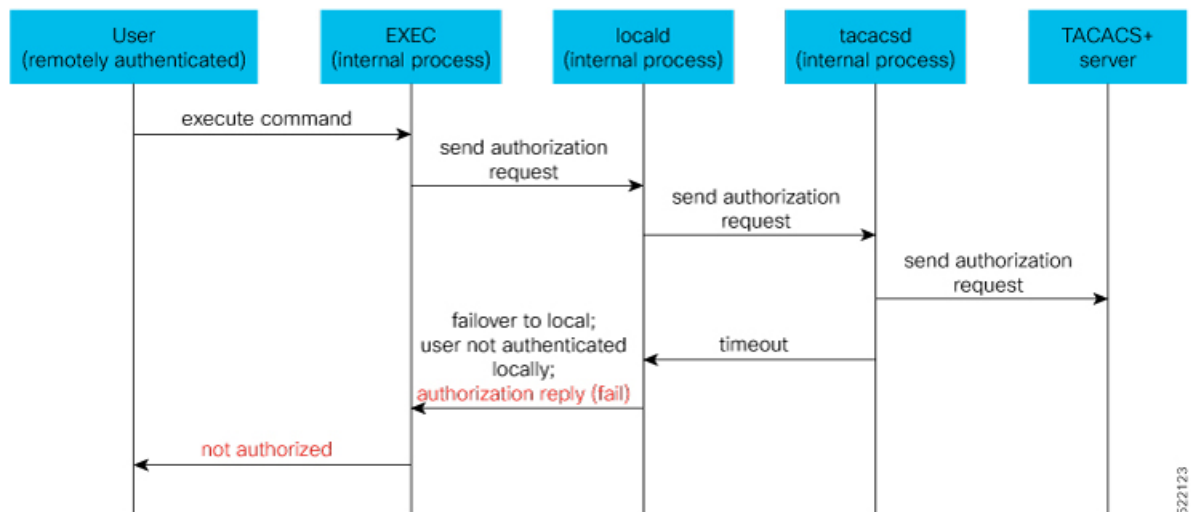 User
(remotely authenticated)
EXEC
(internal process)
locald
(internal process)
tacacsd
(internal process)
TACACS+
server
execute command
send authorization
request
send authorization
request
send authorization
request
failover to local;
user not authenticated
locally;
authorization reply (fail)
timeout
not authorized
522123